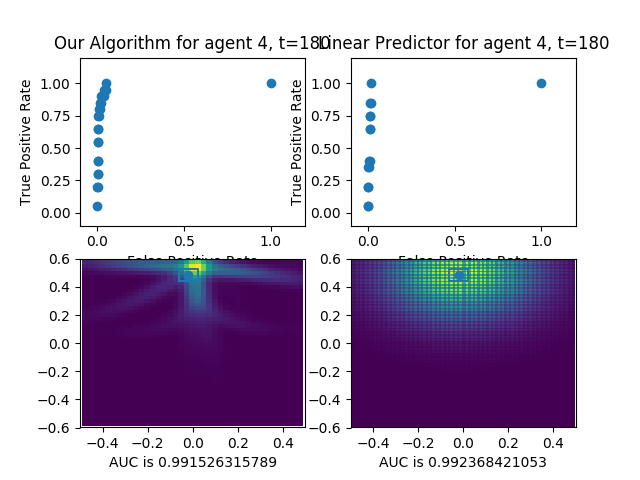 Our Algorithm for agent 4, t=180
Linear Predictor for agent 4, t=180
True Positive Rate
1.00
0.75
0.50
0.25
0.00
0.0 0.5 1.0
False Positive Rate
True Positive Rate
1.00
0.75
0.50
0.25
0.00
0.0 0.5 1.0
False Positive Rate
0.6
0.4
0.2
0.0
−0.2
−0.4
−0.6
−0.4 −0.2 0.0 0.2 0.4
AUC is 0.991526315789
0.6
0.4
0.2
0.0
−0.2
−0.4
−0.6
−0.4 −0.2 0.0 0.2 0.4
AUC is 0.992368421053